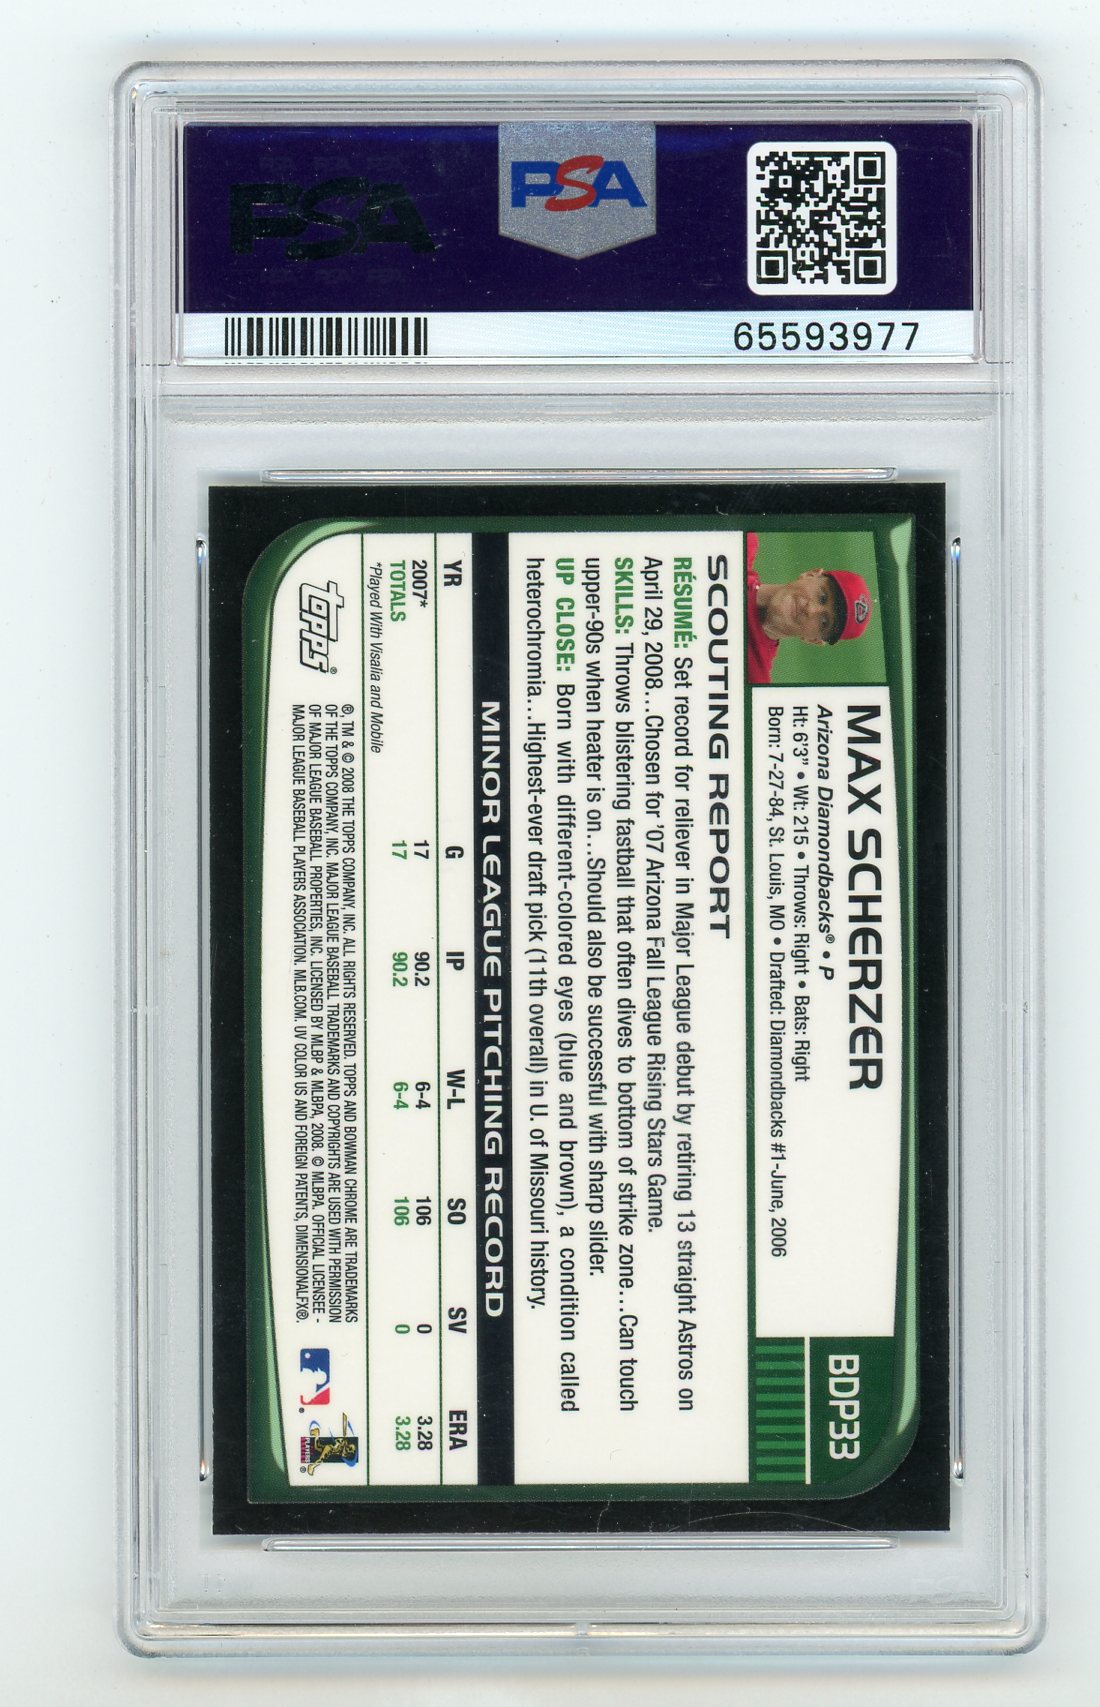 PSA
PSA
65593977
BDP33
MAX SCHERZER
Arizona Diamondbacks® • P
Ht: 6'3" • Wt: 215 • Throws: Right • Bats: Right
Born: 7-27-84, St. Louis, MO • Drafted: Diamondbacks #1-June, 2006
SCOUTING REPORT
RÉSUMÉ: Set record for reliever in Major League debut by retiring 13 straight Astros on
April 29, 2008...Chosen for '07 Arizona Fall League Rising Stars Game.
SKILLS: Throws blistering fastball that often dives to bottom of strike zone...Can touch
upper-90s when heater is on...Should also be successful with sharp slider.
UP CLOSE: Born with different-colored eyes (blue and brown), a condition called
heterochromia...Highest-ever draft pick (11th overall) in U. of Missouri history.
MINOR LEAGUE PITCHING RECORD
YR G IP W-L SO SV ERA
2007* 17 90.2 6-4 106 0 3.28
TOTALS 17 90.2 6-4 106 0 3.28
*Played With Visalia and Mobile
topps®
®, TM & © 2008 THE TOPPS COMPANY, INC. ALL RIGHTS RESERVED. TOPPS AND BOWMAN CHROME ARE TRADEMARKS
OF THE TOPPS COMPANY, INC. MAJOR LEAGUE BASEBALL TRADEMARKS AND COPYRIGHTS ARE USED WITH PERMISSION
OF MAJOR LEAGUE BASEBALL PROPERTIES, INC. LICENSED BY MLBP & MLBPA, 2008. © MLBPA. OFFICIAL LICENSEE -
MAJOR LEAGUE BASEBALL PLAYERS ASSOCIATION. MLB.COM. UV COLOR US AND FOREIGN PATENTS, DIMENSIONALFX®.